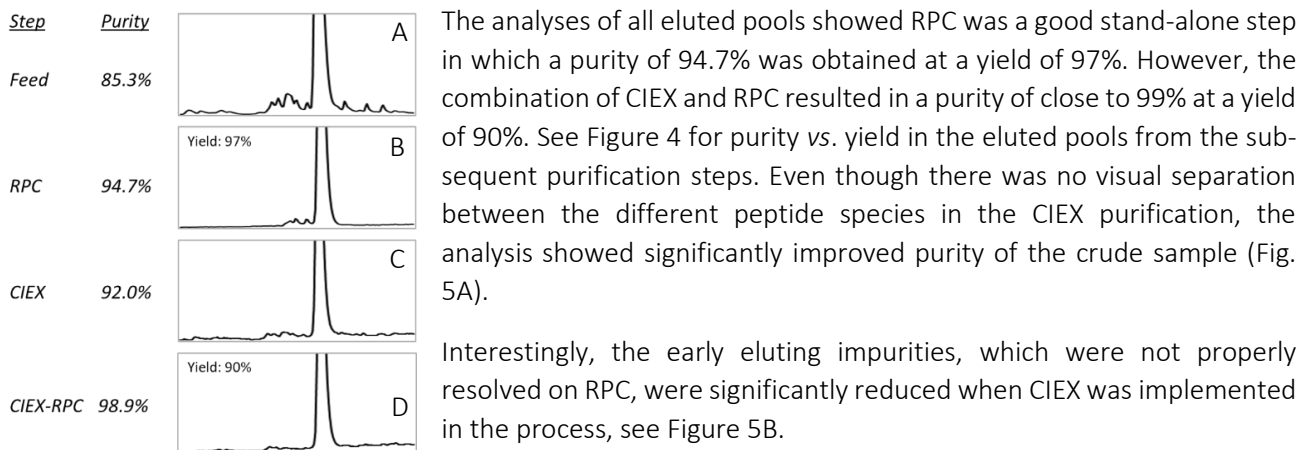 Step Purity
Feed 85.3%
A
RPC 94.7%
Yield: 97%
B
CIEX 92.0%
C
CIEX-RPC 98.9%
Yield: 90%
D
The analyses of all eluted pools showed RPC was a good stand-alone step
in which a purity of 94.7% was obtained at a yield of 97%. However, the
combination of CIEX and RPC resulted in a purity of close to 99% at a yield
of 90%. See Figure 4 for purity vs. yield in the eluted pools from the sub-
sequent purification steps. Even though there was no visual separation
between the different peptide species in the CIEX purification, the
analysis showed significantly improved purity of the crude sample (Fig.
5A).
Interestingly, the early eluting impurities, which were not properly
resolved on RPC, were significantly reduced when CIEX was implemented
in the process, see Figure 5B.